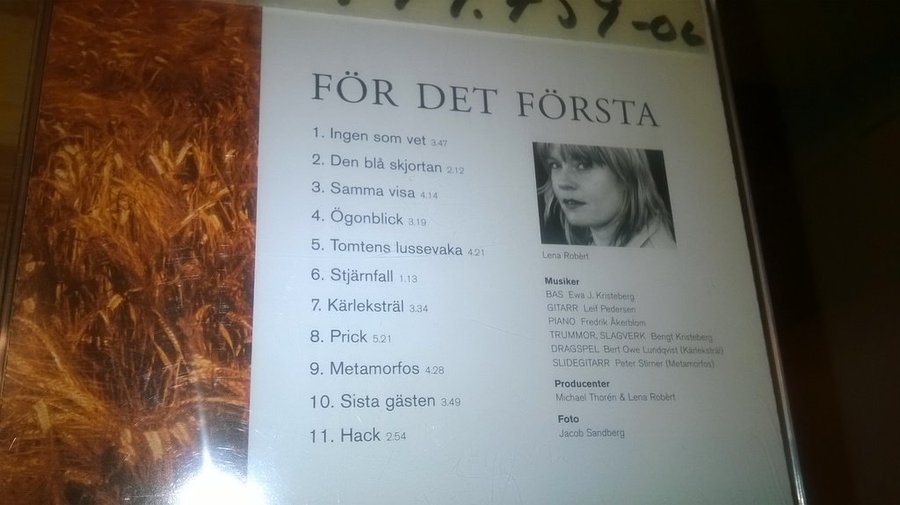 FÖR DET FÖRSTA
1. Ingen som vet 3.47
2. Den blå skjortan 2.12
3. Samma visa 4.14
4. Ögonblick 3.19
5. Tomtens lussevaka 4.21
6. Stjärnfall 1.13
7. Kärleksträl 3.34
8. Prick 5.21
9. Metamorfos 4.28
10. Sista gästen 3.49
11. Hack 2.54
Lena Robèrt
Musiker
BAS Ewa J. Kristeberg
GITARR Leif Pedersen
PIANO Fredrik Åkerblom
TRUMMOR, SLAGVERK Bengt Kristeberg
DRAGSPEL Bert Owe Lundqvist (Kärleksträl)
SLIDEGITARR Peter Stirner (Metamorfos)
Producenter
Michael Thorén & Lena Robèrt
Foto
Jacob Sandberg